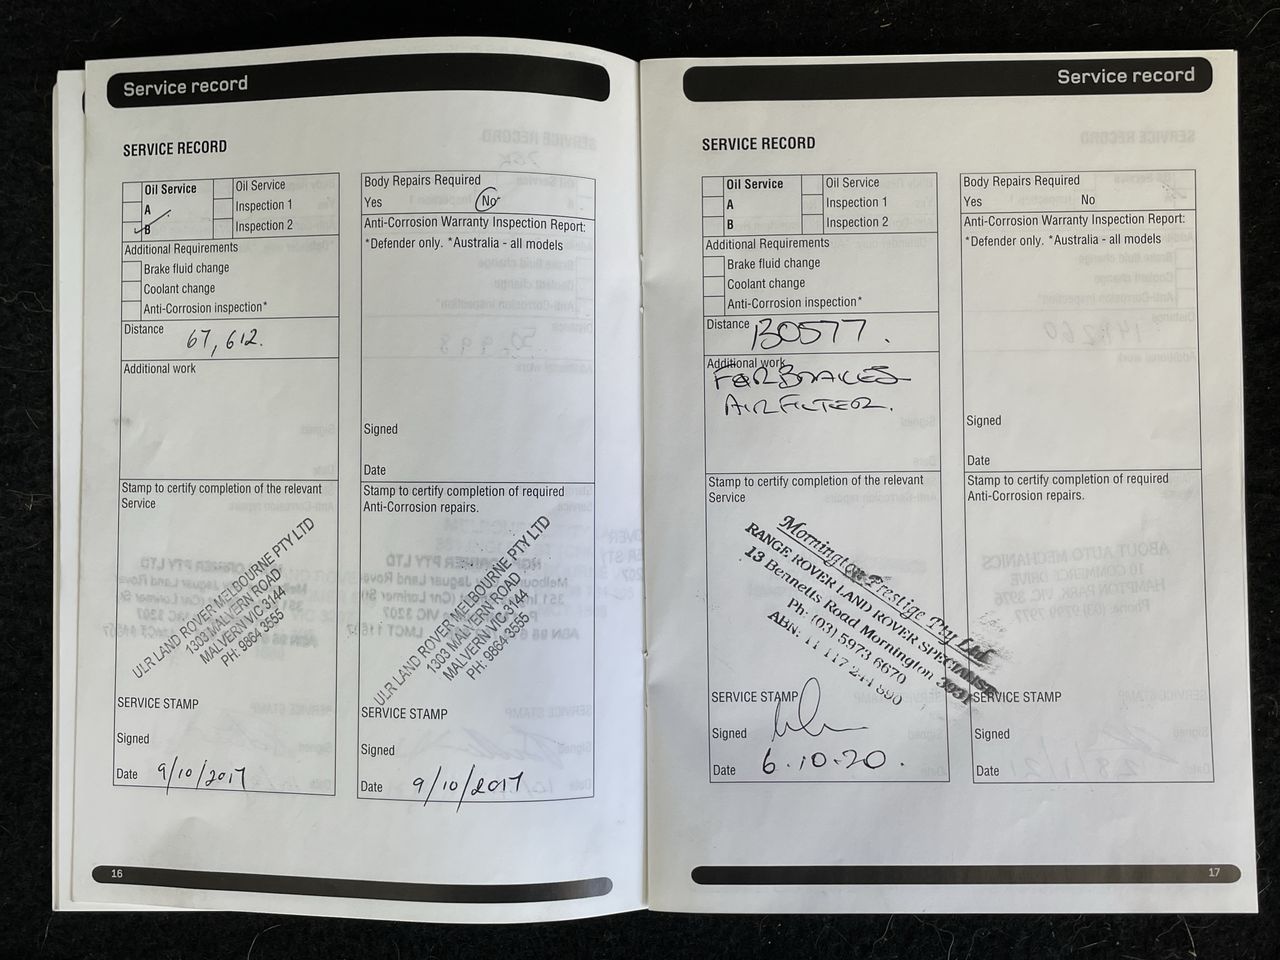 Service record
SERVICE RECORD
Oil Service
A
B
Oil Service
Inspection 1
Inspection 2
Additional Requirements
Brake fluid change
Coolant change
Anti-Corrosion inspection*
Distance
67,612.
Additional work
Stamp to certify completion of the relevant
Service
ULR LAND ROVER MELBOURNE PTY LTD
1303 MALVERN ROAD
MALVERN VIC 3144
PH: 9864 3555
SERVICE STAMP
Signed
Date 9/10/2017
Body Repairs Required
Yes No
Anti-Corrosion Warranty Inspection Report:
*Defender only. *Australia - all models
Signed
Date
Stamp to certify completion of required
Anti-Corrosion repairs.
ULR LAND ROVER MELBOURNE PTY LTD
1303 MALVERN ROAD
MALVERN VIC 3144
PH: 9864 3555
SERVICE STAMP
Signed
Date 9/10/2017
16
Service record
SERVICE RECORD
Oil Service
A
B
Oil Service
Inspection 1
Inspection 2
Additional Requirements
Brake fluid change
Coolant change
Anti-Corrosion inspection*
Distance 130577.
Additional work
BRAKES
AIR FILTER.
Stamp to certify completion of the relevant
Service
Mornington Prestige Pty Ltd
RANGE ROVER LAND ROVER SPECIALIST
13 Bennetts Road Mornington 3931
Ph: (03) 5973 6670
ABN: 11 117 244 890
SERVICE STAMP
Signed
Date 6.10.20.
Body Repairs Required
Yes No
Anti-Corrosion Warranty Inspection Report:
*Defender only. *Australia - all models
Signed
Date
Stamp to certify completion of required
Anti-Corrosion repairs.
SERVICE STAMP
Signed
Date
17